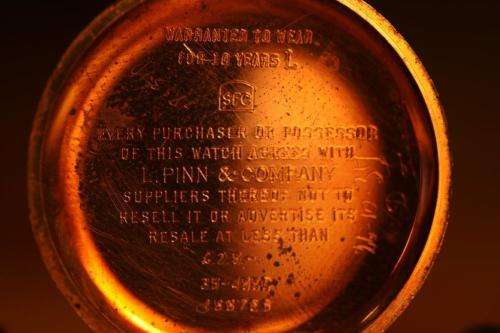 WARRANTED TO WEAR
FOR 10 YEARS
SFC
EVERY PURCHASER OR POSSESSOR
OF THIS WATCH AGREES WITH
L. PINN & COMPANY
SUPPLIERS THEREOF NOT TO
RESELL IT OR ADVERTISE ITS
RESALE AT LESS THAN